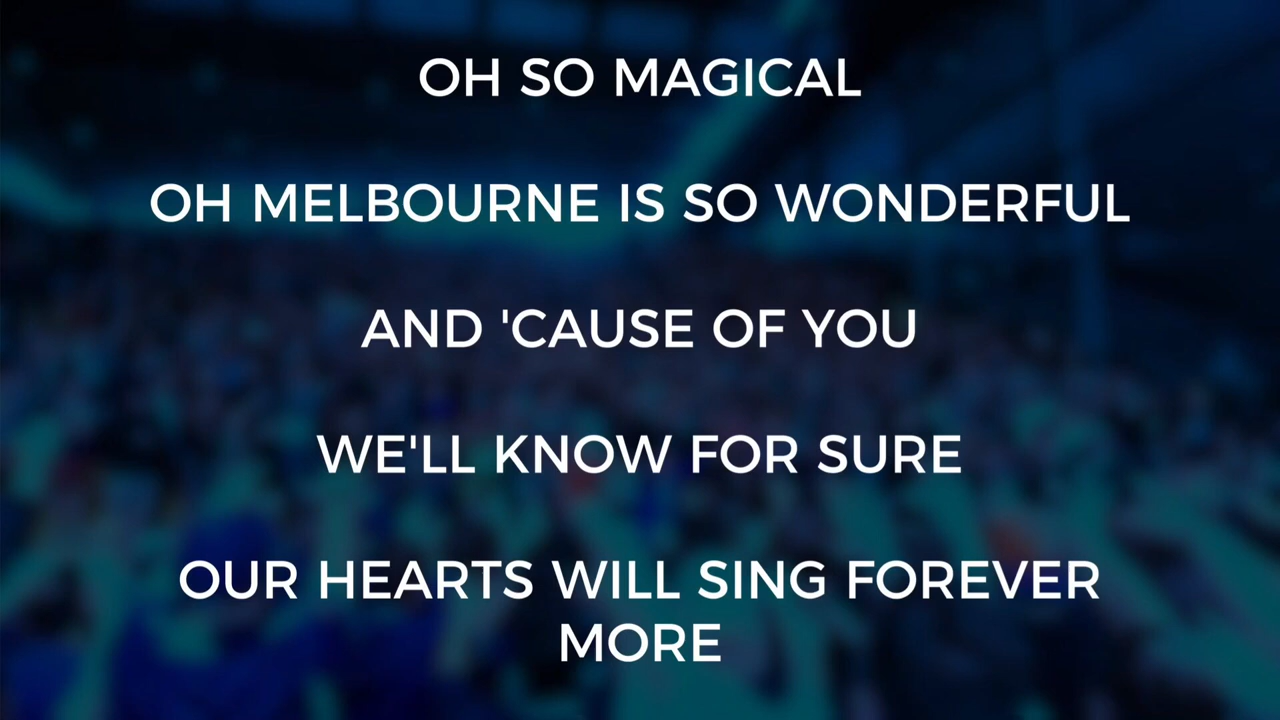 OH SO MAGICAL
OH MELBOURNE IS SO WONDERFUL
AND 'CAUSE OF YOU
WE'LL KNOW FOR SURE
OUR HEARTS WILL SING FOREVER
MORE